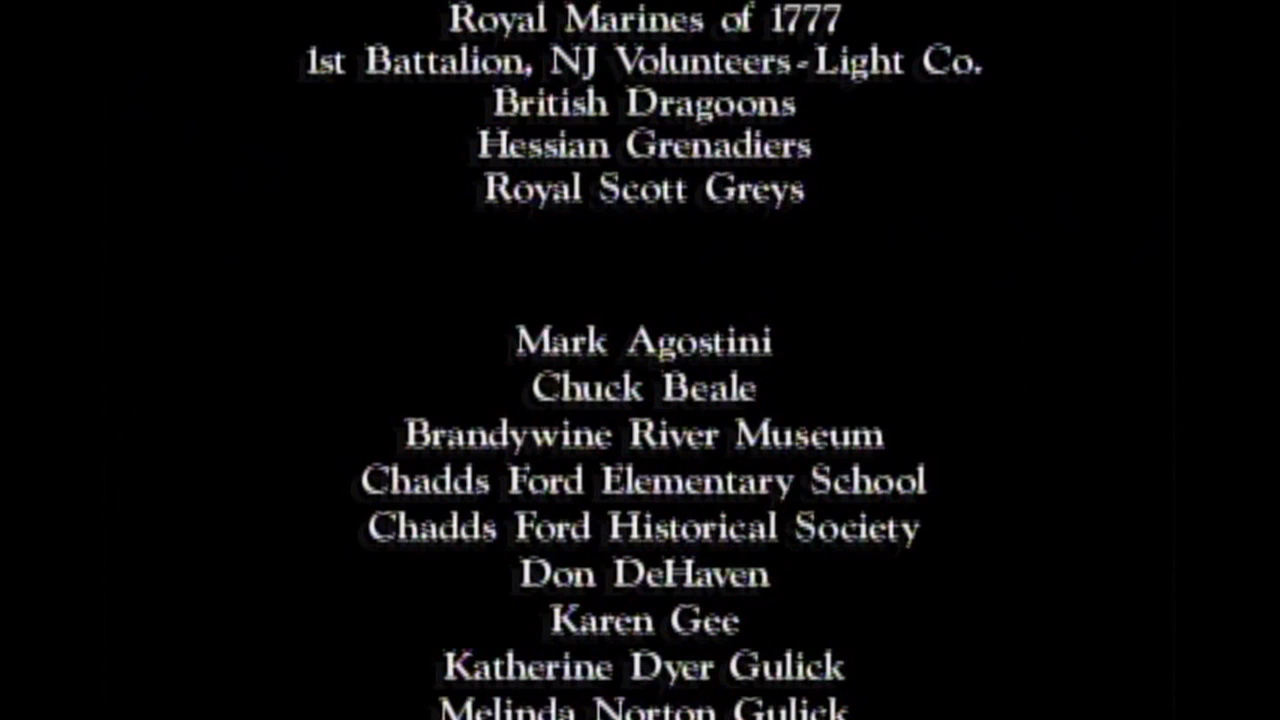 Royal Marines of 1777
1st Battalion, NJ Volunteers-Light Co.
British Dragoons
Hessian Grenadiers
Royal Scott Greys
Mark Agostini
Chuck Beale
Brandywine River Museum
Chadds Ford Elementary School
Chadds Ford Historical Society
Don DeHaven
Karen Gee
Katherine Dyer Gulick
Melinda Norton Gulick